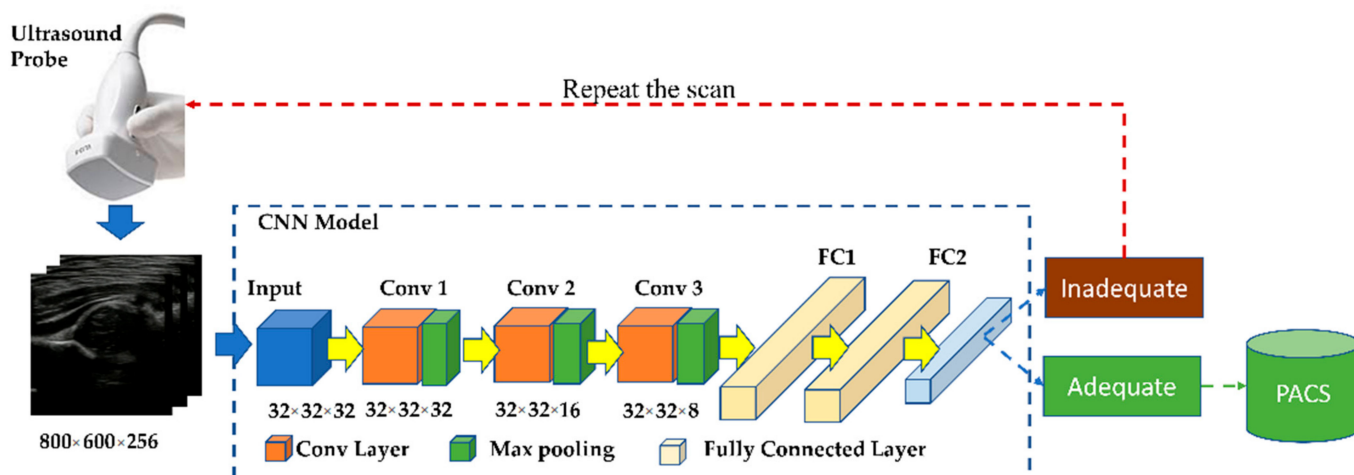 Ultrasound
Probe
Repeat the scan
CNN Model
FC1
FC2
Input
Conv 1
Conv 2
Conv 3
Inadequate
Adequate
PACS
32×32×32
32×32×32
32×32×16
32×32×8
800×600×256
Conv Layer
Max pooling
Fully Connected Layer